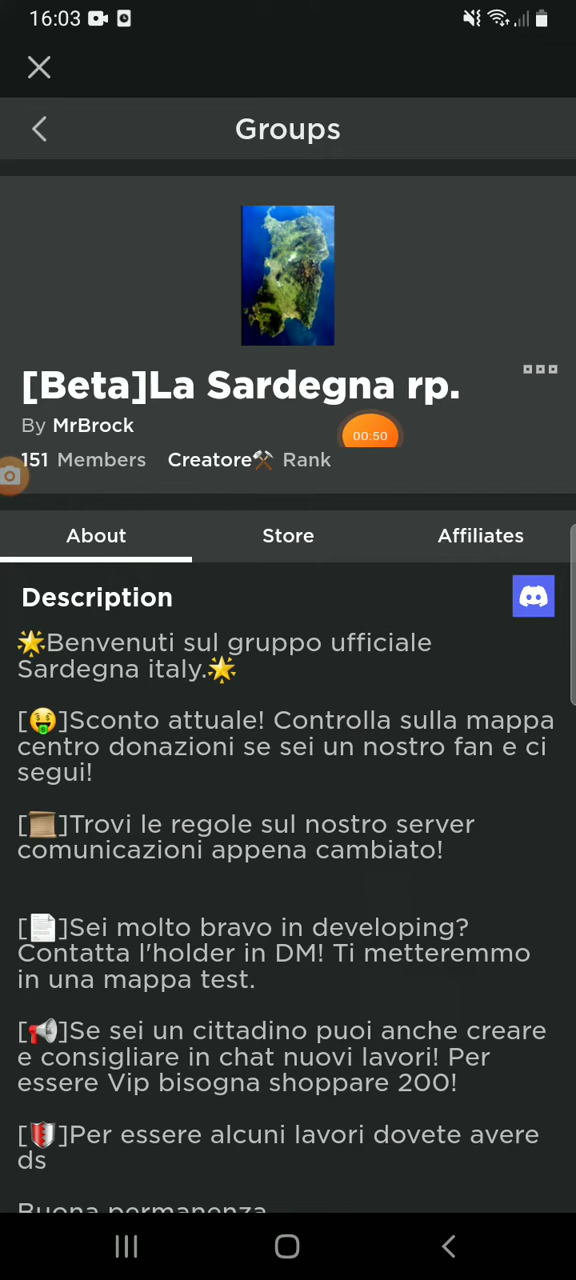 16:03
Groups
[Beta]La Sardegna rp.
By MrBrock
00:50
151 Members Creatore⚒️ Rank
About Store Affiliates
Description
🌟Benvenuti sul gruppo ufficiale
Sardegna italy.🌟
[🤑]Sconto attuale! Controlla sulla mappa
centro donazioni se sei un nostro fan e ci
segui!
[📜]Trovi le regole sul nostro server
comunicazioni appena cambiato!
[📄]Sei molto bravo in developing?
Contatta l'holder in DM! Ti metteremmo
in una mappa test.
[📢]Se sei un cittadino puoi anche creare
e consigliare in chat nuovi lavori! Per
essere Vip bisogna shoppare 200!
[🛡️]Per essere alcuni lavori dovete avere
ds
Buona permanenza